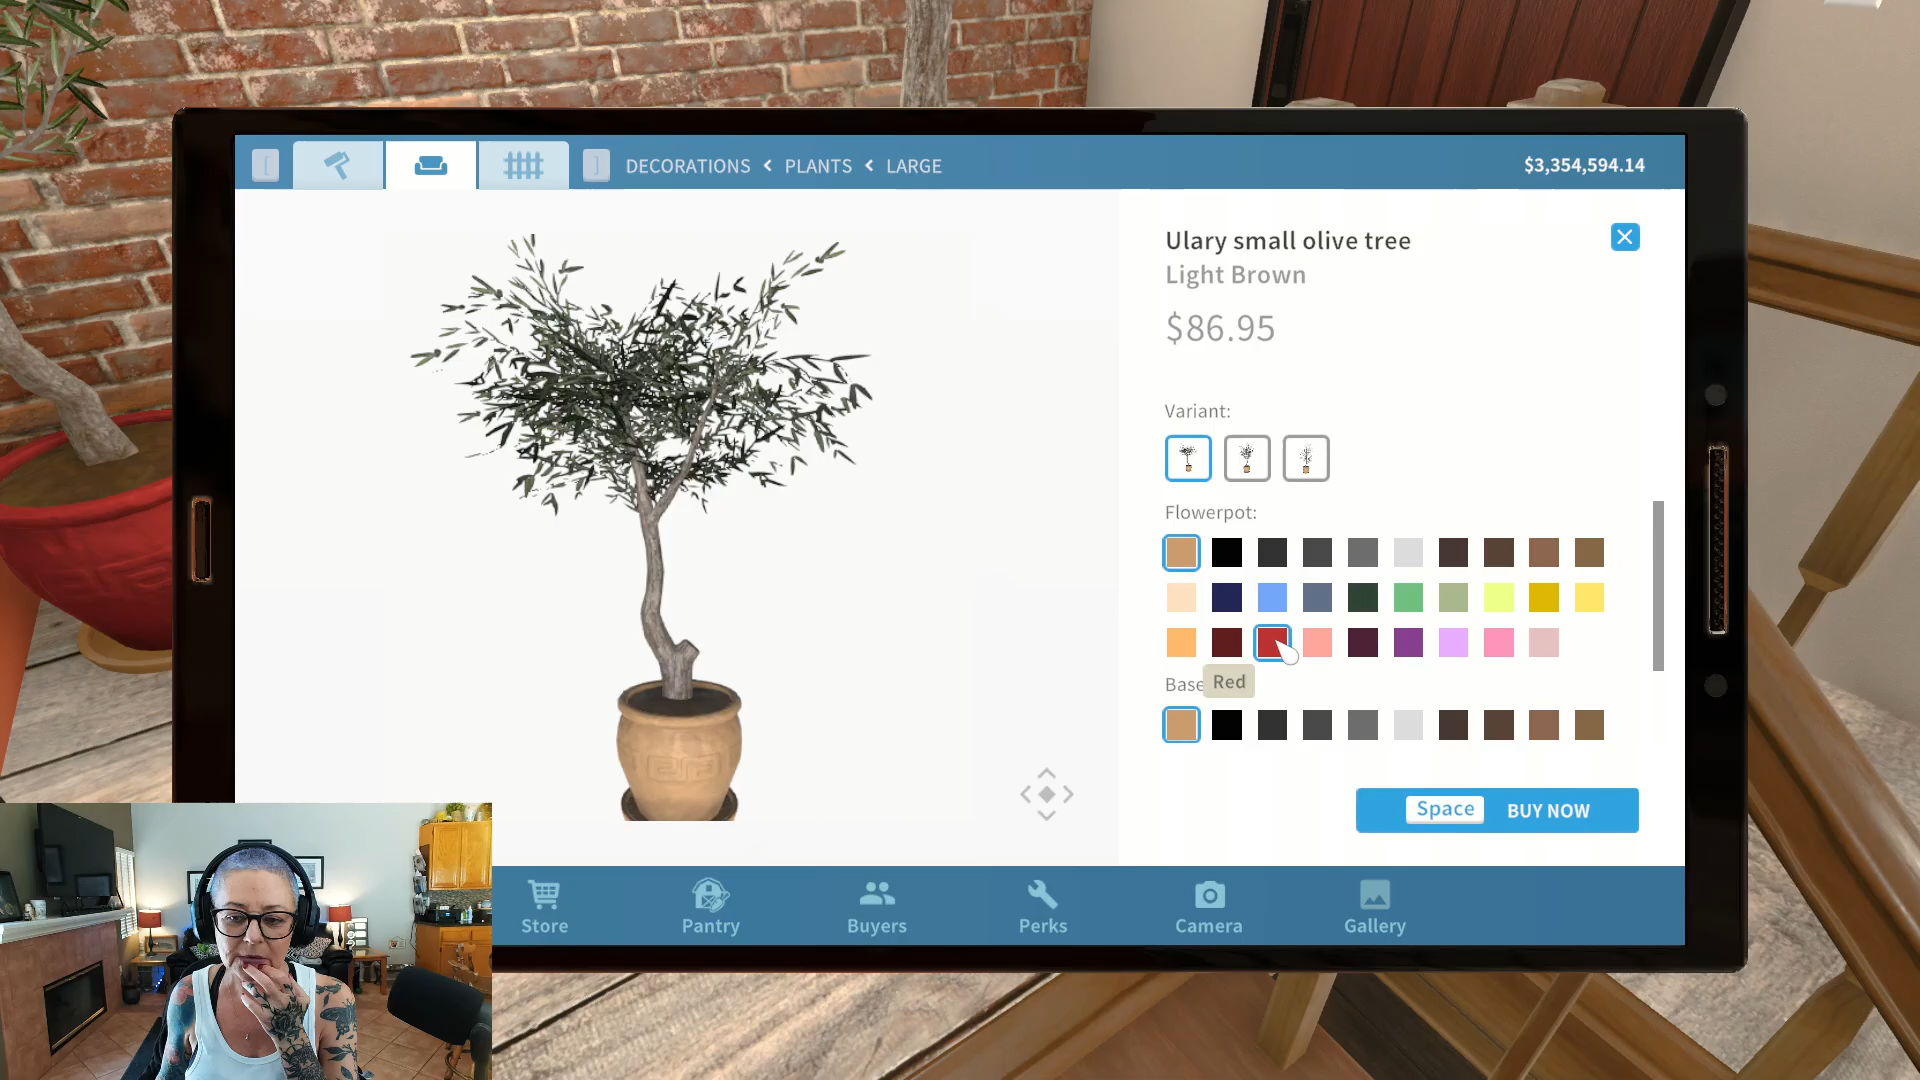 [
]
DECORATIONS < PLANTS < LARGE
$3,354,594.14
Ulary small olive tree
Light Brown
$86.95
Variant:
Flowerpot:
Base
Red
Space BUY NOW
Store
Pantry
Buyers
Perks
Camera
Gallery